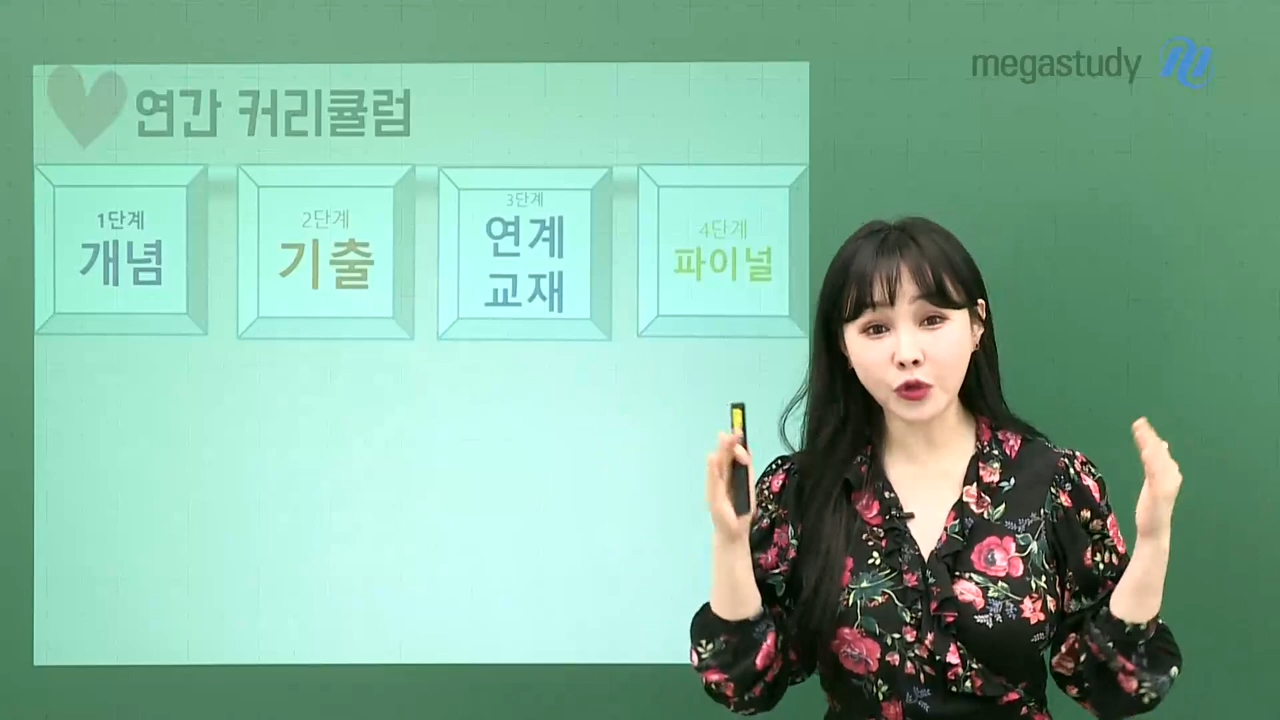 megastudy
연간 커리큘럼
1단계
개념
2단계
기출
3단계
연계
교재
4단계
파이널